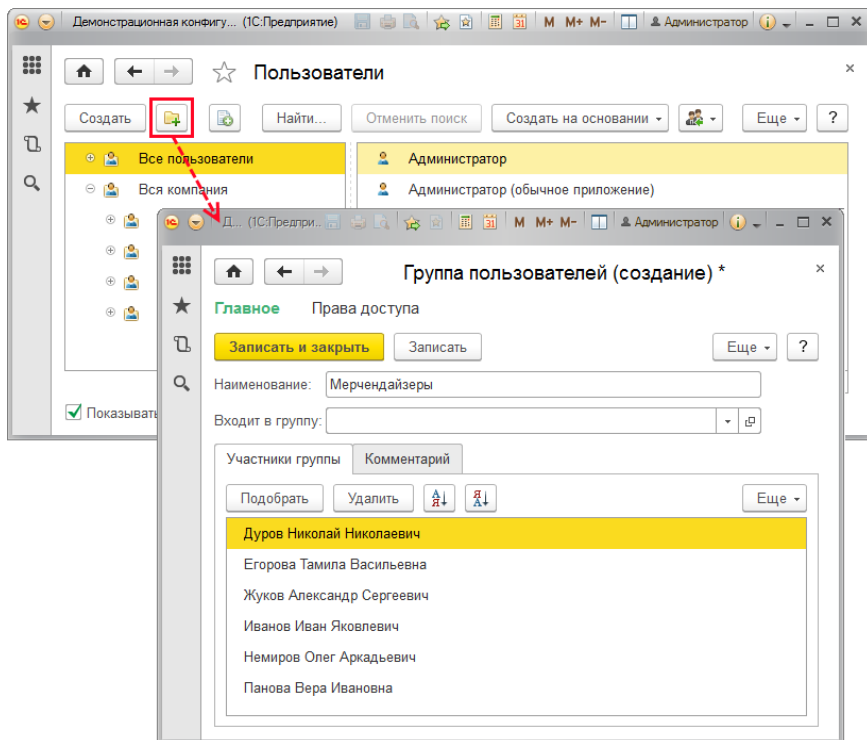 Демонстрационная конфигу... (1С:Предприятие) M M+ M- Администратор
Пользователи
Создать Найти... Отменить поиск Создать на основании Еще ?
Все пользователи Администратор
Вся компания Администратор (обычное приложение)
Д... (1С:Предпри... M M+ M- Администратор
Группа пользователей (создание) *
Главное Права доступа
Записать и закрыть Записать Еще ?
Наименование: Мерчендайзеры
Показывать
Входит в группу:
Участники группы Комментарий
Подобрать Удалить Еще
Дуров Николай Николаевич
Егорова Тамила Васильевна
Жуков Александр Сергеевич
Иванов Иван Яковлевич
Немиров Олег Аркадьевич
Панова Вера Ивановна